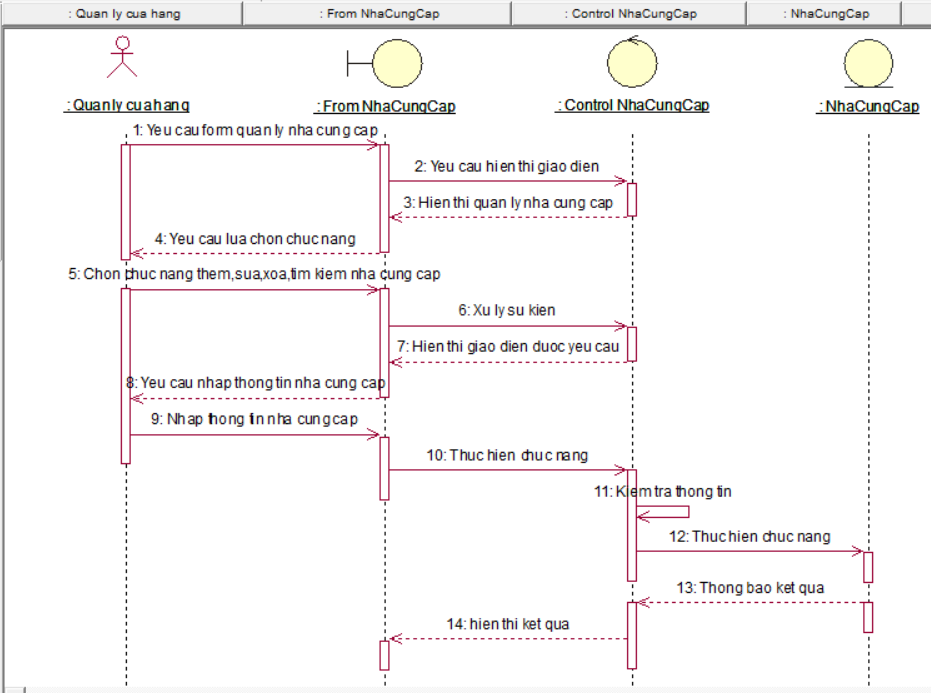 : Quan ly cua hang
: From NhaCungCap
: Control NhaCungCap
: NhaCungCap
: Quan ly cua hang
: From NhaCungCap
: Control NhaCungCap
: NhaCungCap
1: Yeu cau form quan ly nha cung cap
2: Yeu cau hien thi giao dien
3: Hien thi quan ly nha cung cap
4: Yeu cau lua chon chuc nang
5: Chon chuc nang them,sua,xoa,tim kiem nha cung cap
6: Xu ly su kien
7: Hien thi giao dien duoc yeu cau
8: Yeu cau nhap thong tin nha cung cap
9: Nhap thong tin nha cung cap
10: Thuc hien chuc nang
11: Kiem tra thong tin
12: Thuc hien chuc nang
13: Thong bao ket qua
14: hien thi ket qua